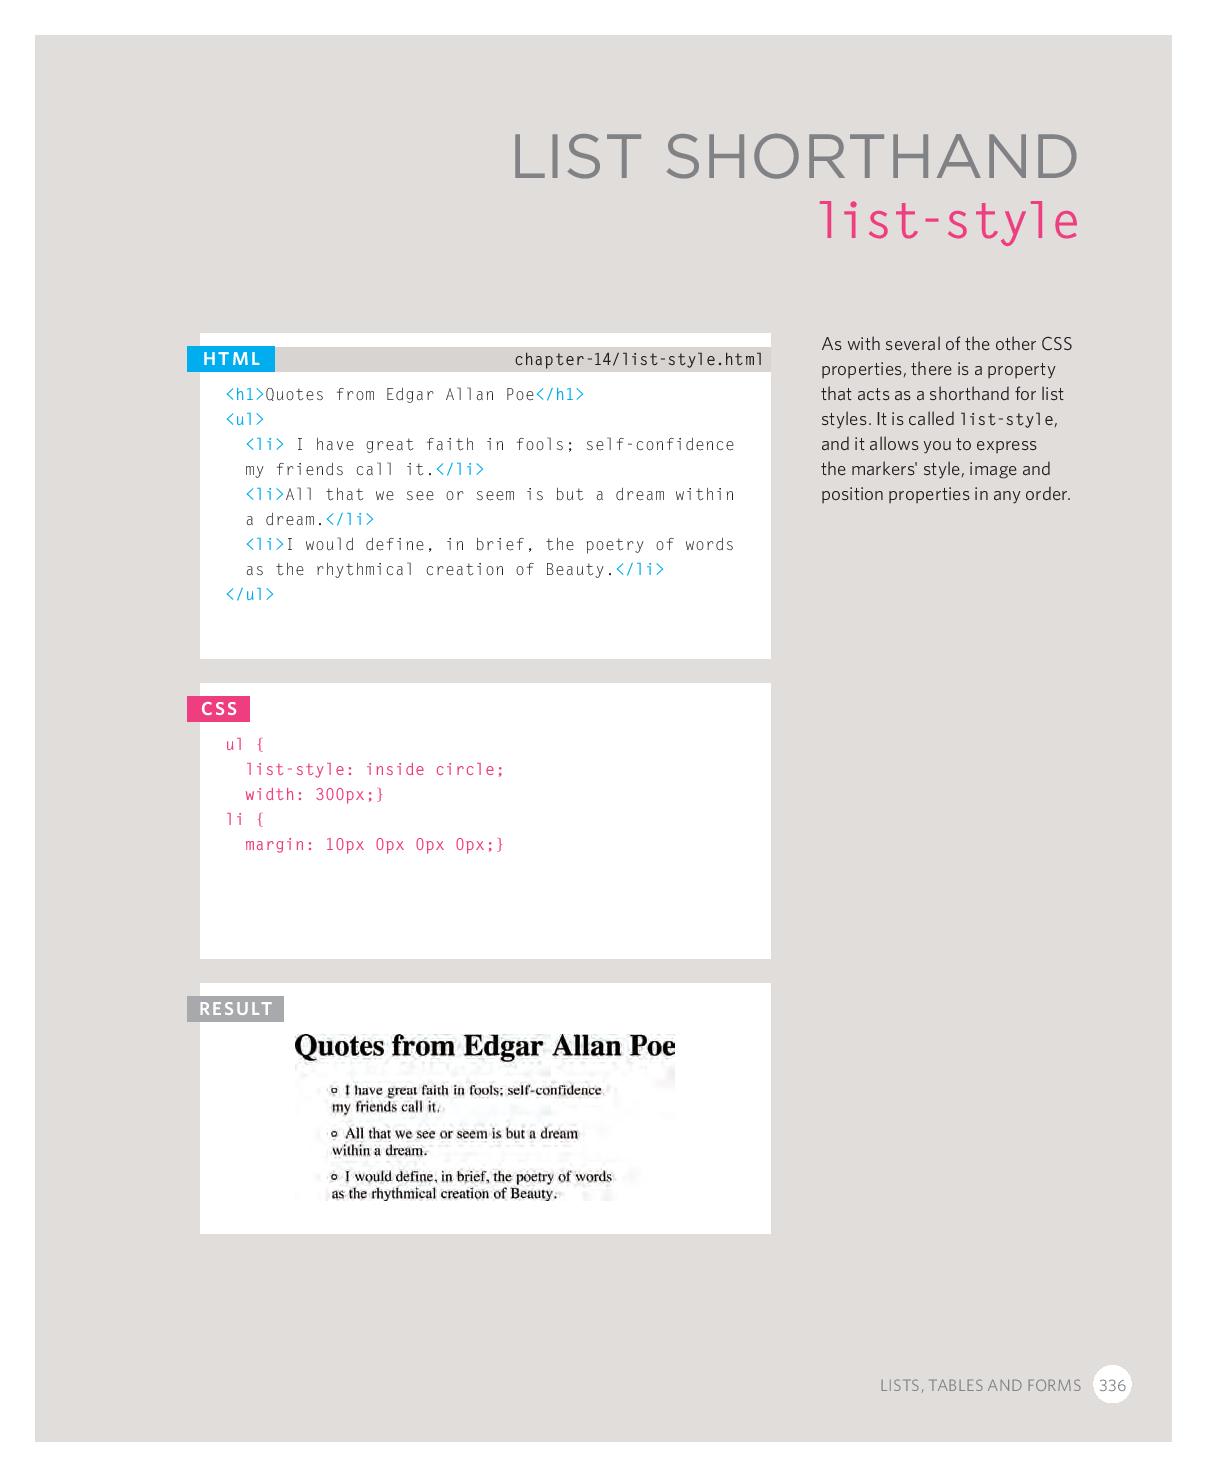 LIST SHORTHAND
list-style
HTML
chapter-14/list-style.html
<h1>Quotes from Edgar Allan Poe</h1>
<ul>
<li> I have great faith in fools; self-confidence
my friends call it.</li>
<li>All that we see or seem is but a dream within
a dream.</li>
<li>I would define, in brief, the poetry of words
as the rhythmical creation of Beauty.</li>
</ul>
As with several of the other CSS
properties, there is a property
that acts as a shorthand for list
styles. It is called list-style,
and it allows you to express
the markers' style, image and
position properties in any order.
CSS
ul {
list-style: inside circle;
width: 300px;}
li {
margin: 10px 0px 0px 0px;}
RESULT
Quotes from Edgar Allan Poe
I have great faith in fools; self-confidence
my friends call it.
All that we see or seem is but a dream
within a dream.
I would define, in brief, the poetry of words
as the rhythmical creation of Beauty.
LISTS, TABLES AND FORMS 336